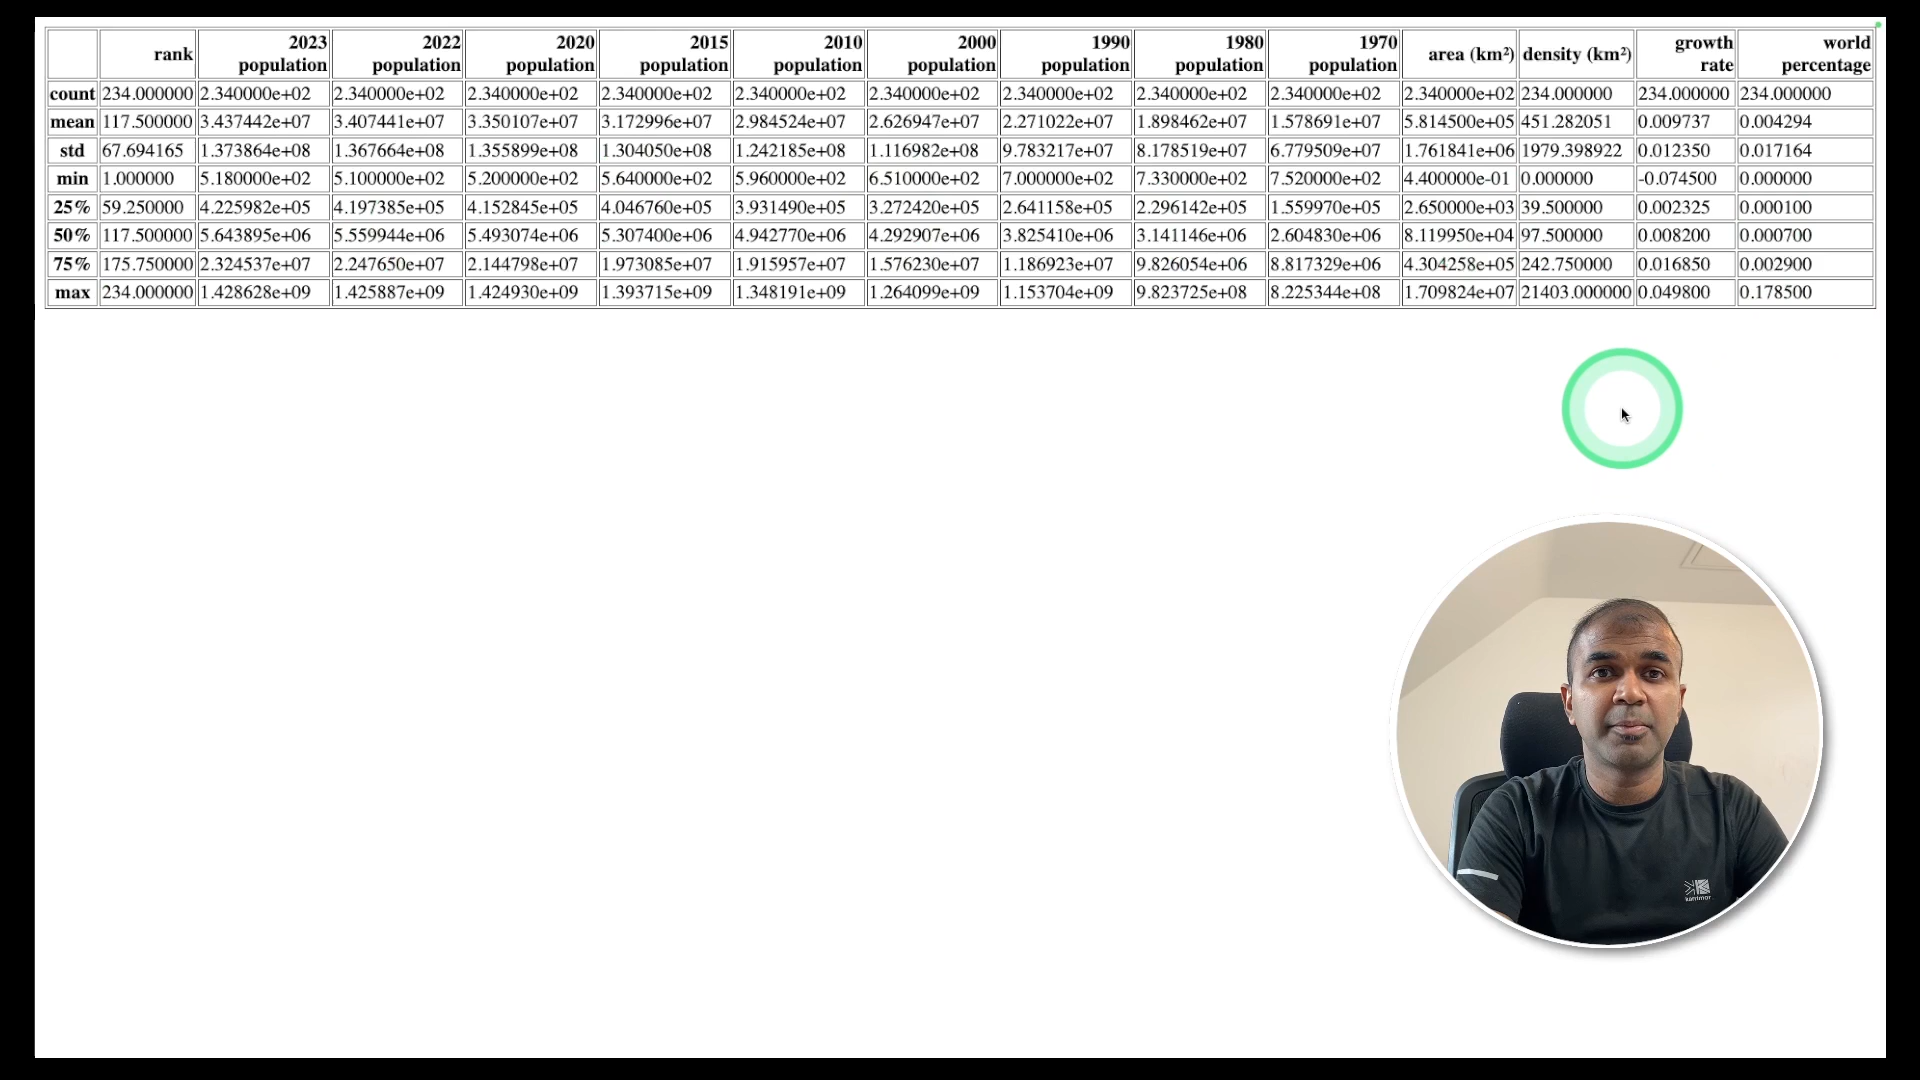 rank 2023 population 2022 population 2020 population 2015 population 2010 population 2000 population 1990 population 1980 population 1970 population area (km²) density (km²) growth rate world percentage
count 234.000000 2.340000e+02 2.340000e+02 2.340000e+02 2.340000e+02 2.340000e+02 2.340000e+02 2.340000e+02 2.340000e+02 2.340000e+02 2.340000e+02 234.000000 234.000000 234.000000
mean 117.500000 3.437442e+07 3.407441e+07 3.350107e+07 3.172996e+07 2.984524e+07 2.626947e+07 2.271022e+07 1.898462e+07 1.578691e+07 5.814500e+05 451.282051 0.009737 0.004294
std 67.694165 1.373864e+08 1.367664e+08 1.355899e+08 1.304050e+08 1.242185e+08 1.116982e+08 9.783217e+07 8.178519e+07 6.779509e+07 1.761841e+06 1979.398922 0.012350 0.017164
min 1.000000 5.180000e+02 5.100000e+02 5.200000e+02 5.640000e+02 5.960000e+02 6.510000e+02 7.000000e+02 7.330000e+02 7.520000e+02 4.400000e-01 0.000000 -0.074500 0.000000
25% 59.250000 4.225982e+05 4.197385e+05 4.152845e+05 4.046760e+05 3.931490e+05 3.272420e+05 2.641158e+05 2.296142e+05 1.559970e+05 2.650000e+03 39.500000 0.002325 0.000100
50% 117.500000 5.643895e+06 5.559944e+06 5.493074e+06 5.307400e+06 4.942770e+06 4.292907e+06 3.825410e+06 3.141146e+06 2.604830e+06 8.119950e+04 97.500000 0.008200 0.000700
75% 175.750000 2.324537e+07 2.247650e+07 2.144798e+07 1.973085e+07 1.915957e+07 1.576230e+07 1.186923e+07 9.826054e+06 8.817329e+06 4.304258e+05 242.750000 0.016850 0.002900
max 234.000000 1.428628e+09 1.425887e+09 1.424930e+09 1.393715e+09 1.348191e+09 1.264099e+09 1.153704e+09 9.823725e+08 8.225344e+08 1.709824e+07 21403.000000 0.049800 0.178500